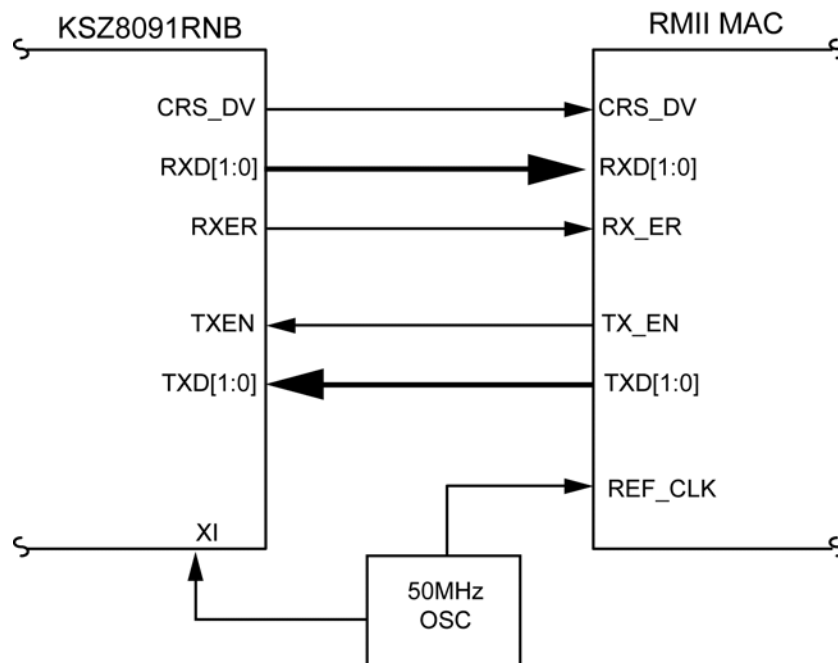 KSZ8091RNB
RMII MAC
CRS_DV
CRS_DV
RXD[1:0]
RXD[1:0]
RXER
RX_ER
TXEN
TX_EN
TXD[1:0]
TXD[1:0]
REF_CLK
XI
50MHz
OSC